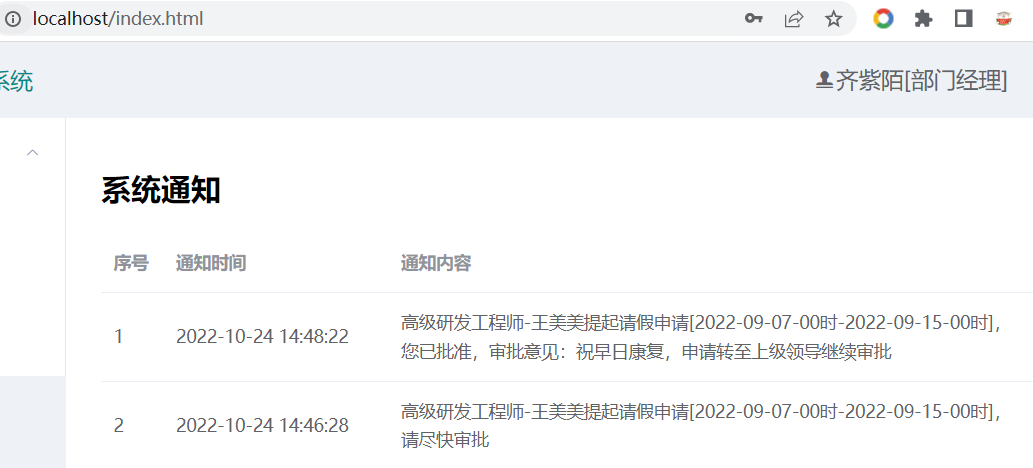 localhost/index.html
系统
齐紫陌[部门经理]
系统通知
序号 通知时间 通知内容
1 2022-10-24 14:48:22 高级研发工程师-王美美提起请假申请[2022-09-07-00时-2022-09-15-00时],
您已批准，审批意见：祝早日康复，申请转至上级领导继续审批
2 2022-10-24 14:46:28 高级研发工程师-王美美提起请假申请[2022-09-07-00时-2022-09-15-00时],
请尽快审批